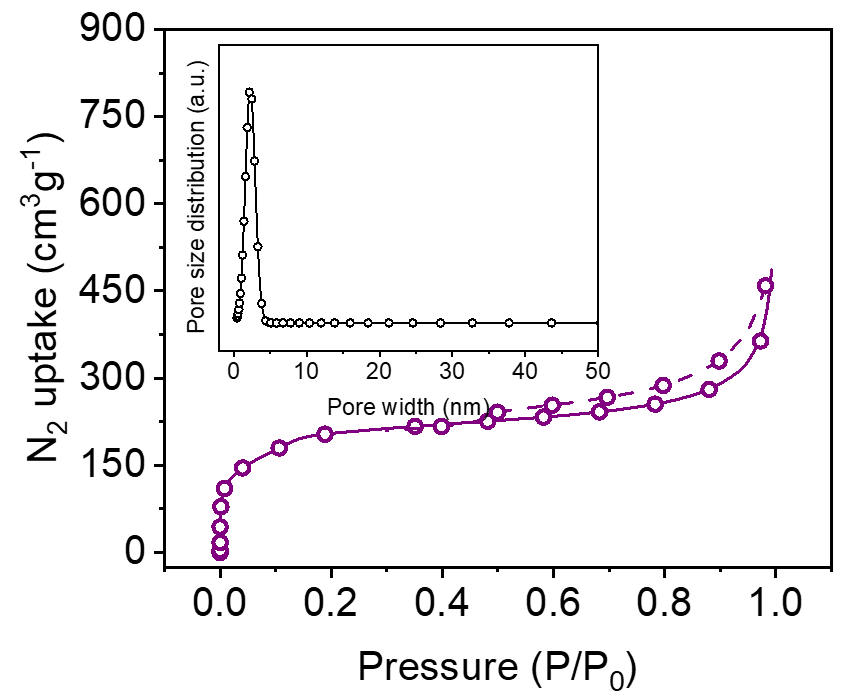 900
750
600
450
300
150
0
N₂ uptake (cm³g⁻¹)
0.0 0.2 0.4 0.6 0.8 1.0
Pressure (P/P₀)
Pore size distribution (a.u.)
0 10 20 30 40 50
Pore width (nm)